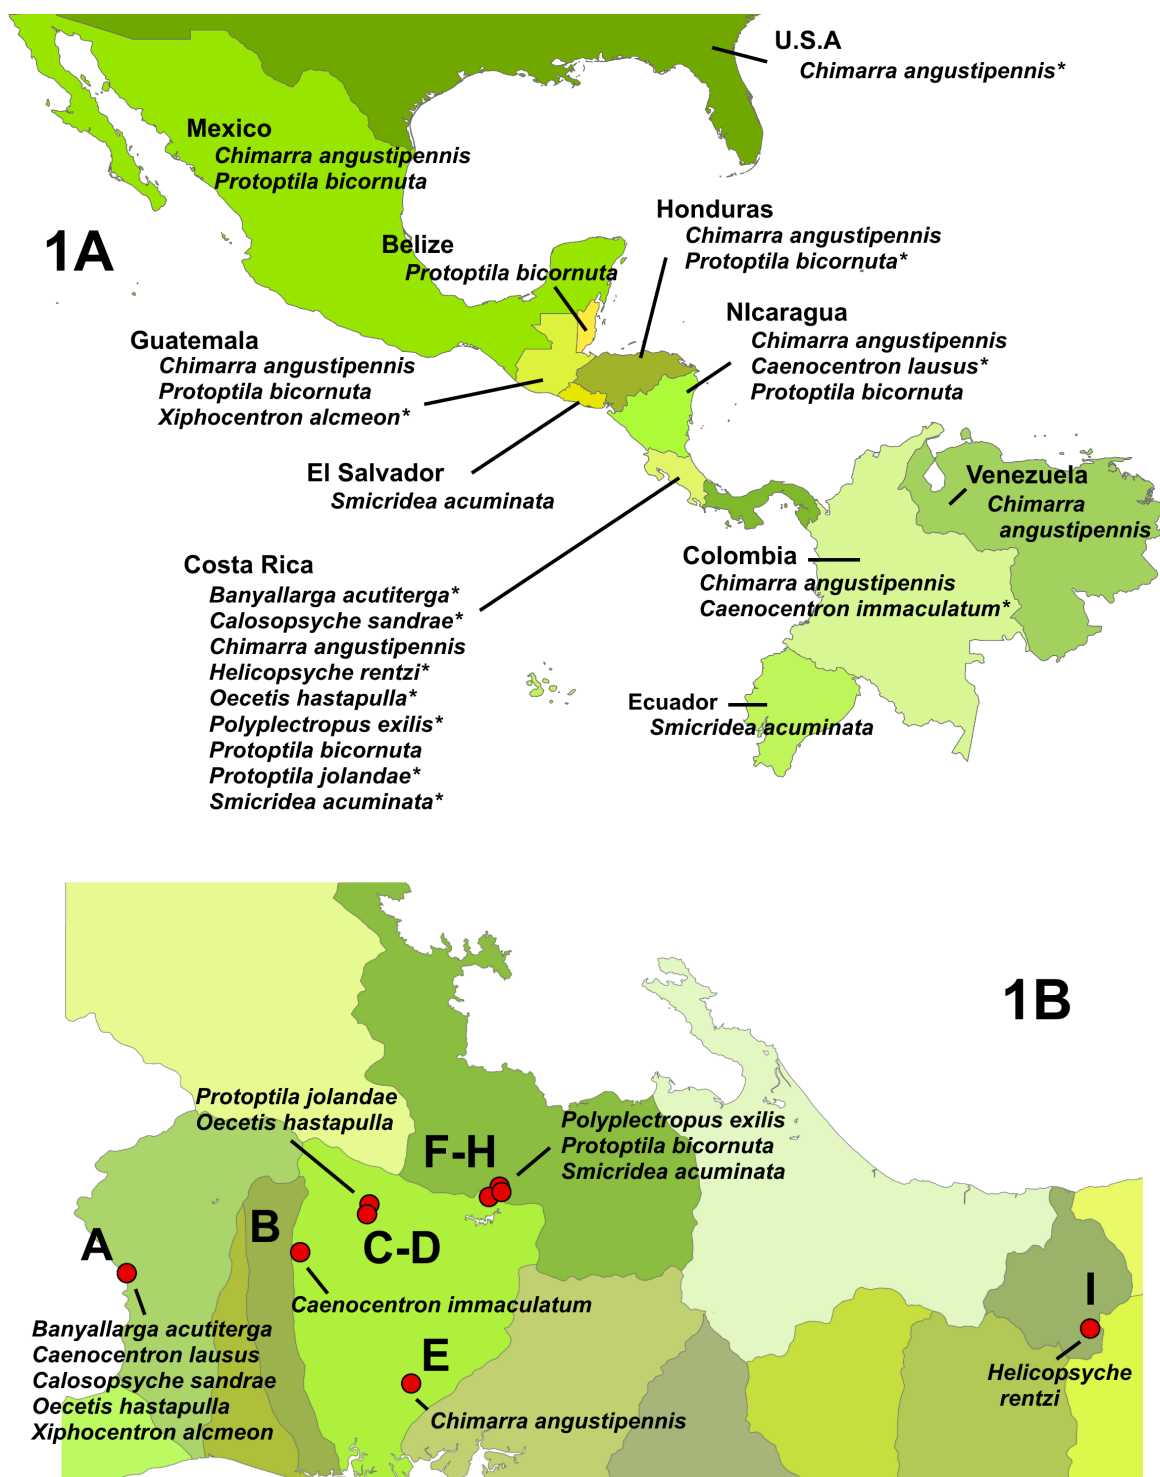 U.S.A
Chimarra angustipennis*
Mexico
Chimarra angustipennis
Protoptila bicornuta
1A
Belize
Protoptila bicornuta
Honduras
Chimarra angustipennis
Protoptila bicornuta*
NIcaragua
Chimarra angustipennis
Caenocentron lausus*
Protoptila bicornuta
Guatemala
Chimarra angustipennis
Protoptila bicornuta
Xiphocentron alcmeon*
El Salvador
Smicridea acuminata
Venezuela
Chimarra
angustipennis
Colombia
Chimarra angustipennis
Caenocentron immaculatum*
Costa Rica
Banyallarga acutiterga*
Calosopsyche sandrae*
Chimarra angustipennis
Helicopsyche rentzi*
Oecetis hastapulla*
Polyplectropus exilis*
Protoptila bicornuta
Protoptila jolandae*
Smicridea acuminata*
Ecuador
Smicridea acuminata
1B
Protoptila jolandae
Oecetis hastapulla
F-H
Polyplectropus exilis
Protoptila bicornuta
Smicridea acuminata
A
B
C-D
Caenocentron immaculatum
Banyallarga acutiterga
Caenocentron lausus
Calosopsyche sandrae
Oecetis hastapulla
Xiphocentron alcmeon
E
Chimarra angustipennis
I
Helicopsyche
rentzi